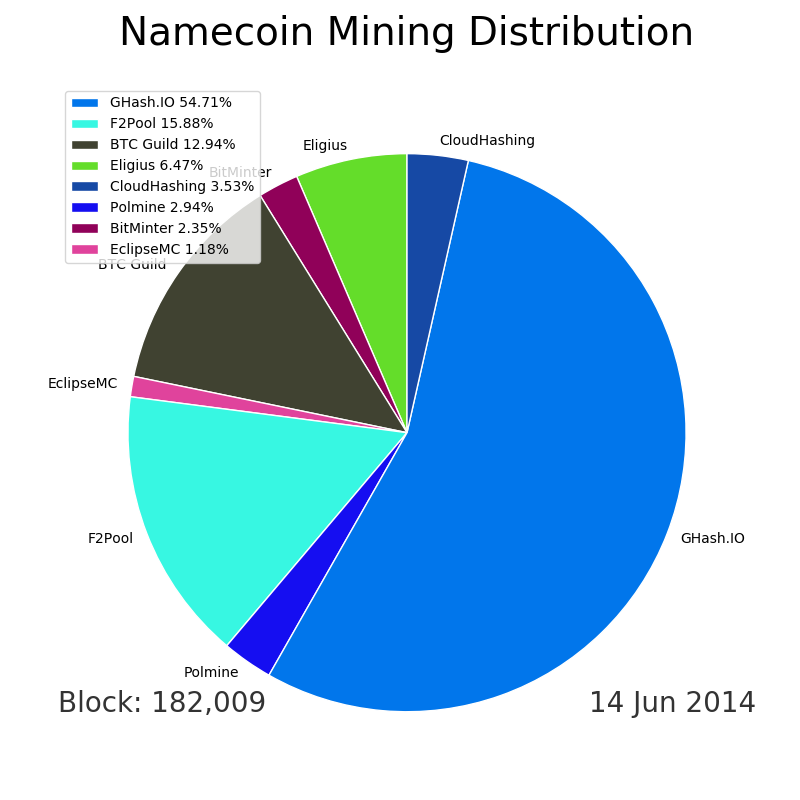 Namecoin Mining Distribution
GHash.IO 54.71%
F2Pool 15.88%
BTC Guild 12.94%
Eligius 6.47%
CloudHashing 3.53%
Polmine 2.94%
BitMinter 2.35%
EclipseMC 1.18%
Eligius
CloudHashing
BitMinter
BTC Guild
EclipseMC
F2Pool
GHash.IO
Polmine
Block: 182,009
14 Jun 2014